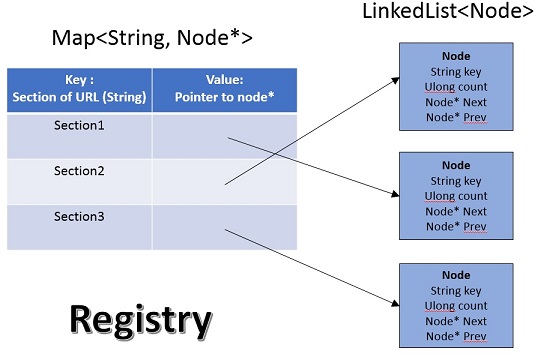 LinkedList<Node>
Map<String, Node*>
Key :
Section of URL (String)
Value:
Pointer to node*
Section1
Section2
Section3
Node
String key
Ulong count
Node* Next
Node* Prev
Node
String key
Ulong count
Node* Next
Node* Prev
Node
String key
Ulong count
Node* Next
Node* Prev
Registry